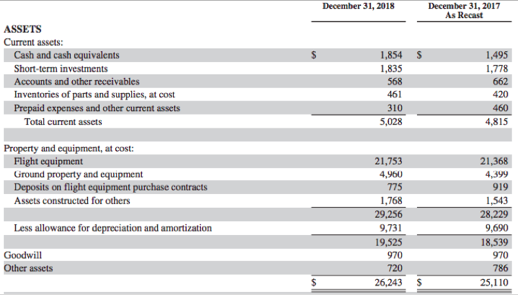 December 31, 2018 December 31, 2017
As Recast
ASSETS
Current assets:
Cash and cash equivalents $ 1,854 $ 1,495
Short-term investments 1,835 1,778
Accounts and other receivables 568 662
Inventories of parts and supplies, at cost 461 420
Prepaid expenses and other current assets 310 460
Total current assets 5,028 4,815
Property and equipment, at cost:
Flight equipment 21,753 21,368
Ground property and equipment 4,960 4,399
Deposits on flight equipment purchase contracts 775 919
Assets constructed for others 1,768 1,543
29,256 28,229
Less allowance for depreciation and amortization 9,731 9,690
19,525 18,539
Goodwill 970 970
Other assets 720 786
$ 26,243 $ 25,110